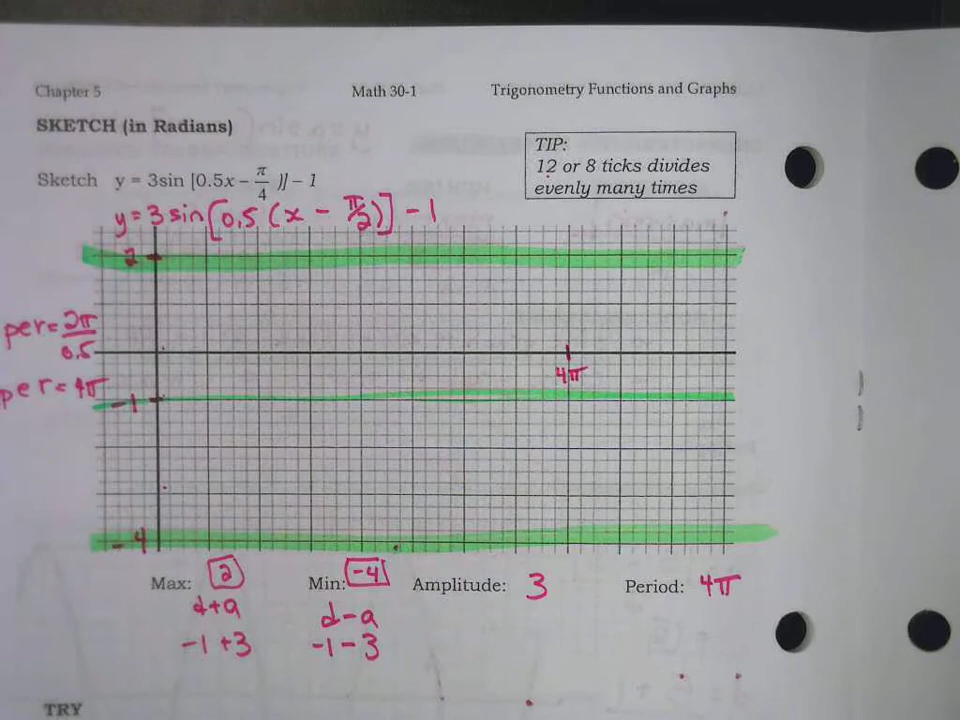 Chapter 5 Math 30-1 Trigonometry Functions and Graphs
SKETCH (in Radians)
TIP:
12 or 8 ticks divides
evenly many times
Sketch y = 3sin [0.5x - π/4 )] - 1
y = 3 sin[0.5(x - π/2)] - 1
2
per = 2π/0.5
4π
per = 4π
-1
-4
Max: 2 Min: -4 Amplitude: 3 Period: 4π
d+a d-a
-1+3 -1-3
TRY